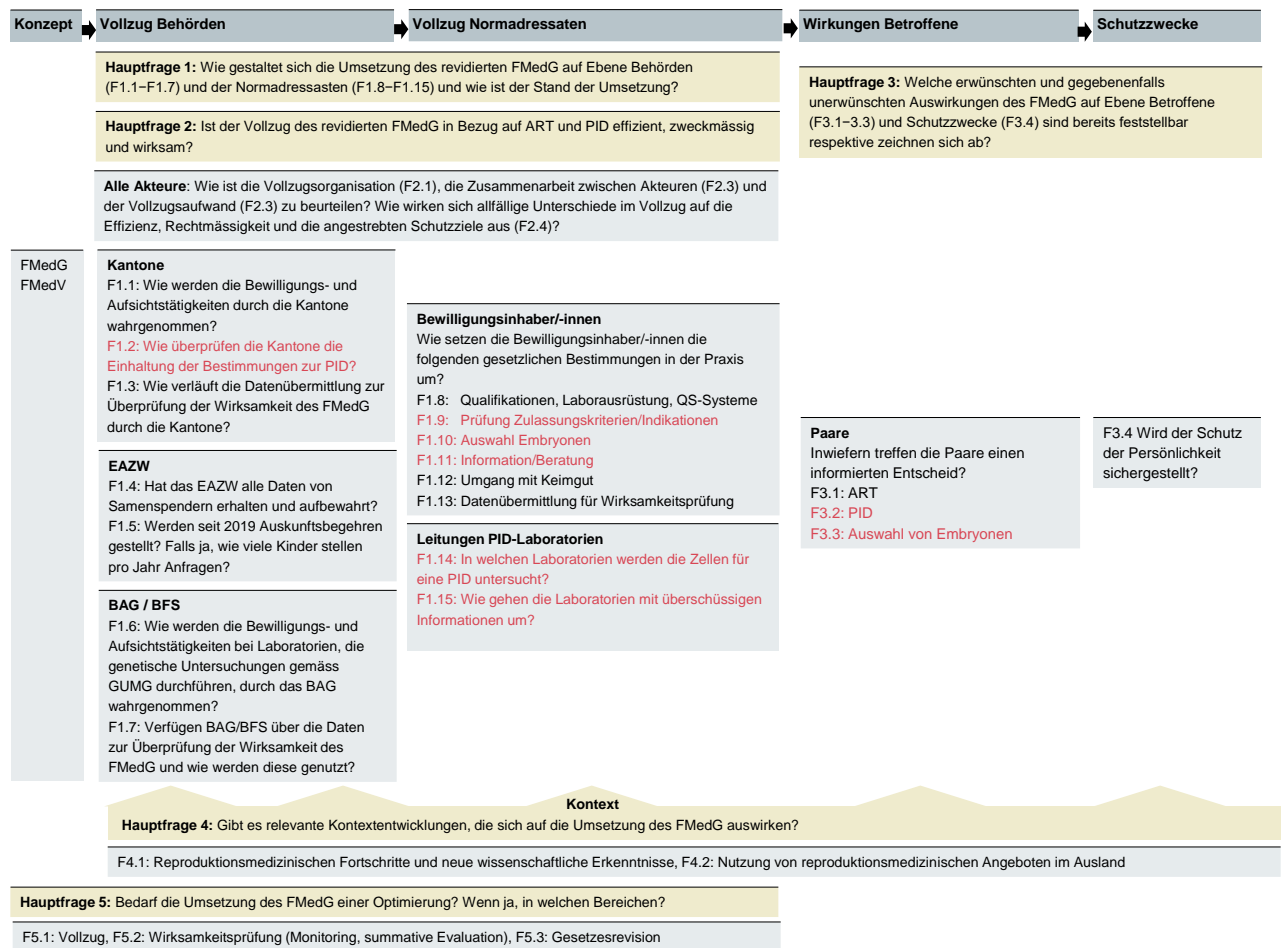 Konzept
Vollzug Behörden
Vollzug Normadressaten
Wirkungen Betroffene
Schutzzwecke
Hauptfrage 1: Wie gestaltet sich die Umsetzung des revidierten FMedG auf Ebene Behörden
(F1.1−F1.7) und der Normadressasten (F1.8−F1.15) und wie ist der Stand der Umsetzung?
Hauptfrage 2: Ist der Vollzug des revidierten FMedG in Bezug auf ART und PID effizient, zweckmässig
und wirksam?
Hauptfrage 3: Welche erwünschten und gegebenenfalls
unerwünschten Auswirkungen des FMedG auf Ebene Betroffene
(F3.1−3.3) und Schutzzwecke (F3.4) sind bereits feststellbar
respektive zeichnen sich ab?
Alle Akteure: Wie ist die Vollzugsorganisation (F2.1), die Zusammenarbeit zwischen Akteuren (F2.3) und
der Vollzugsaufwand (F2.3) zu beurteilen? Wie wirken sich allfällige Unterschiede im Vollzug auf die
Effizienz, Rechtmässigkeit und die angestrebten Schutzziele aus (F2.4)?
FMedG
FMedV
Kantone
F1.1: Wie werden die Bewilligungs- und
Aufsichtstätigkeiten durch die Kantone
wahrgenommen?
F1.2: Wie überprüfen die Kantone die
Einhaltung der Bestimmungen zur PID?
F1.3: Wie verläuft die Datenübermittlung zur
Überprüfung der Wirksamkeit des FMedG
durch die Kantone?
EAZW
F1.4: Hat das EAZW alle Daten von
Samenspendern erhalten und aufbewahrt?
F1.5: Werden seit 2019 Auskunftsbegehren
gestellt? Falls ja, wie viele Kinder stellen
pro Jahr Anfragen?
BAG / BFS
F1.6: Wie werden die Bewilligungs- und
Aufsichtstätigkeiten bei Laboratorien, die
genetische Untersuchungen gemäss
GUMG durchführen, durch das BAG
wahrgenommen?
F1.7: Verfügen BAG/BFS über die Daten
zur Überprüfung der Wirksamkeit des
FMedG und wie werden diese genutzt?
Bewilligungsinhaber/-innen
Wie setzen die Bewilligungsinhaber/-innen die
folgenden gesetzlichen Bestimmungen in der Praxis
um?
F1.8: Qualifikationen, Laborausrüstung, QS-Systeme
F1.9: Prüfung Zulassungskriterien/Indikationen
F1.10: Auswahl Embryonen
F1.11: Information/Beratung
F1.12: Umgang mit Keimgut
F1.13: Datenübermittlung für Wirksamkeitsprüfung
Leitungen PID-Laboratorien
F1.14: In welchen Laboratorien werden die Zellen für
eine PID untersucht?
F1.15: Wie gehen die Laboratorien mit überschüssigen
Informationen um?
Paare
Inwiefern treffen die Paare einen
informierten Entscheid?
F3.1: ART
F3.2: PID
F3.3: Auswahl von Embryonen
F3.4 Wird der Schutz
der Persönlichkeit
sichergestellt?
Kontext
Hauptfrage 4: Gibt es relevante Kontextentwicklungen, die sich auf die Umsetzung des FMedG auswirken?
F4.1: Reproduktionsmedizinischen Fortschritte und neue wissenschaftliche Erkenntnisse, F4.2: Nutzung von reproduktionsmedizinischen Angeboten im Ausland
Hauptfrage 5: Bedarf die Umsetzung des FMedG einer Optimierung? Wenn ja, in welchen Bereichen?
F5.1: Vollzug, F5.2: Wirksamkeitsprüfung (Monitoring, summative Evaluation), F5.3: Gesetzesrevision